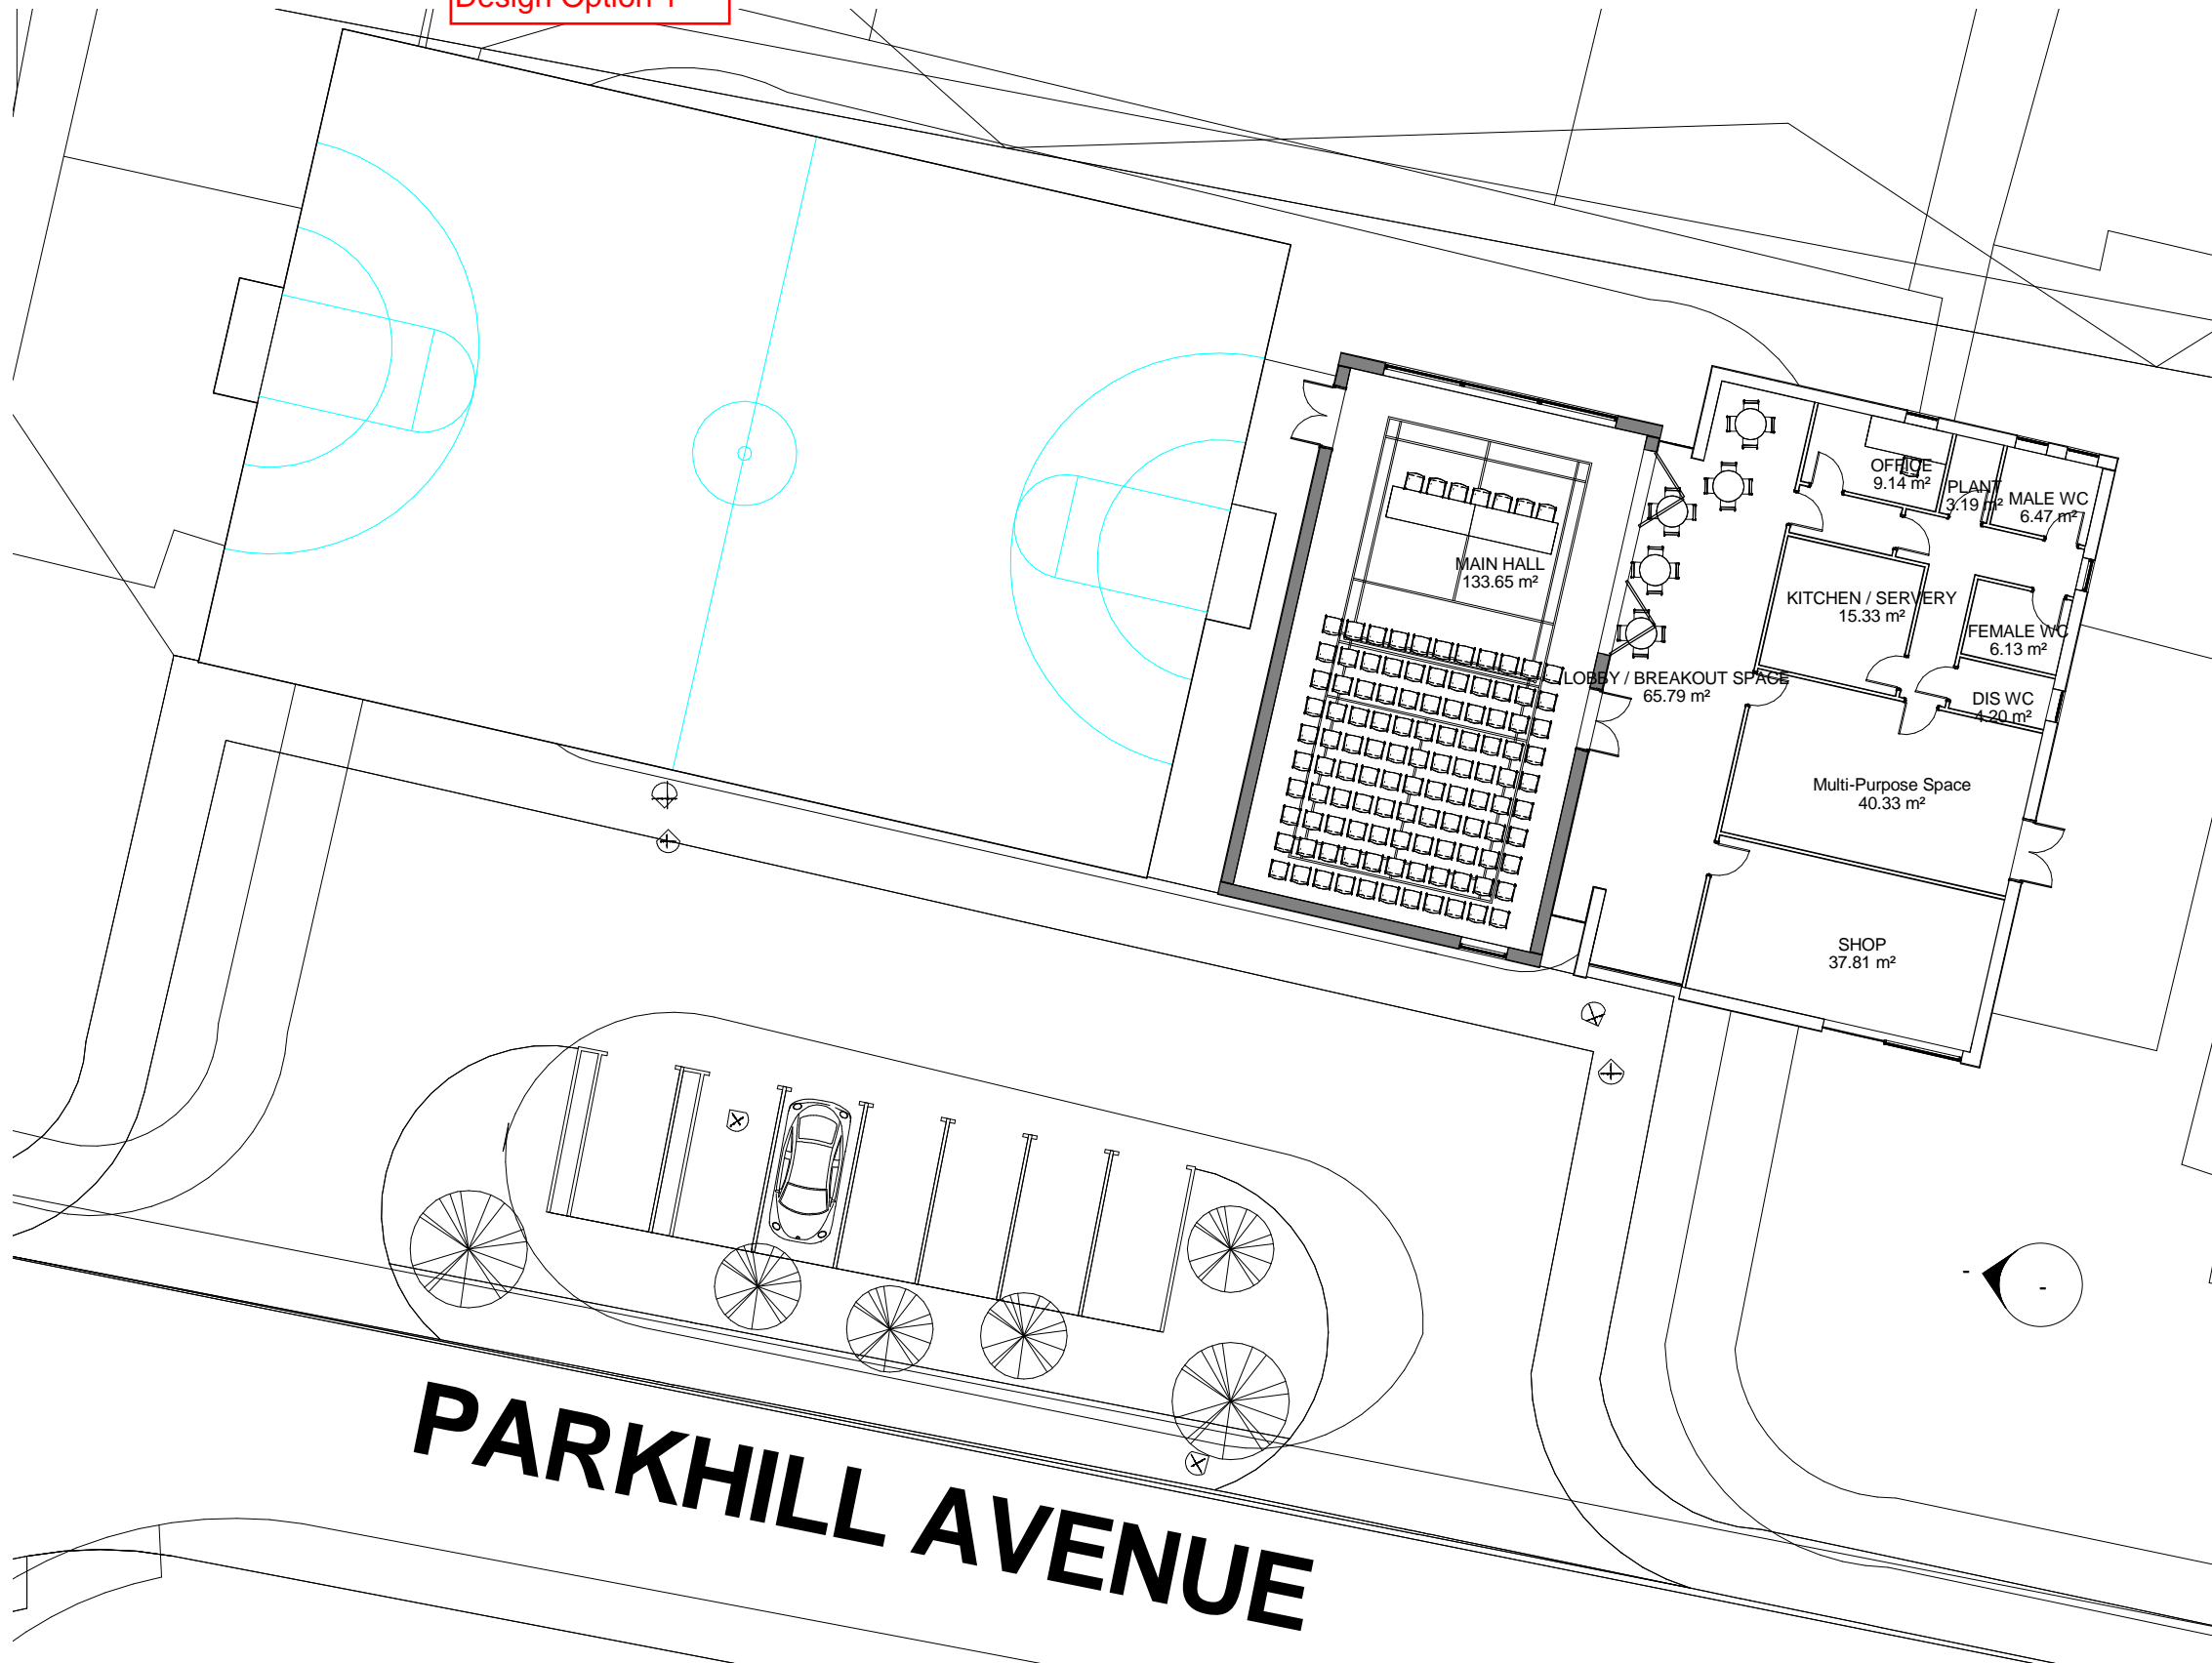 Design Option 1
OFFICE
9.14 m²
PLANT
3.19 m²
MALE WC
6.47 m²
MAIN HALL
133.65 m²
KITCHEN / SERVERY
15.33 m²
FEMALE WC
6.13 m²
LOBBY / BREAKOUT SPACE
65.79 m²
DIS WC
4.20 m²
Multi-Purpose Space
40.33 m²
SHOP
37.81 m²
-
-
PARKHILL AVENUE